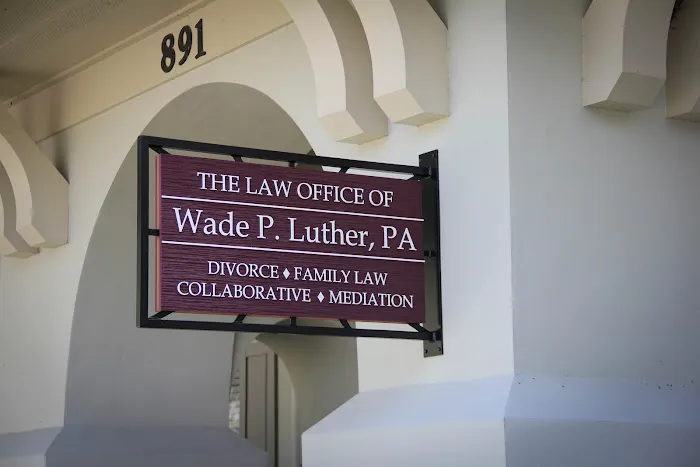 891
THE LAW OFFICE OF
Wade P. Luther, PA
DIVORCE ♦ FAMILY LAW
COLLABORATIVE ♦ MEDIATION